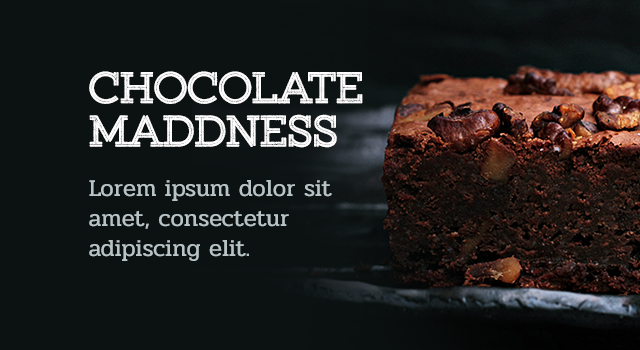 CHOCOLATE
MADDNESS
Lorem ipsum dolor sit
amet, consectetur
adipiscing elit.